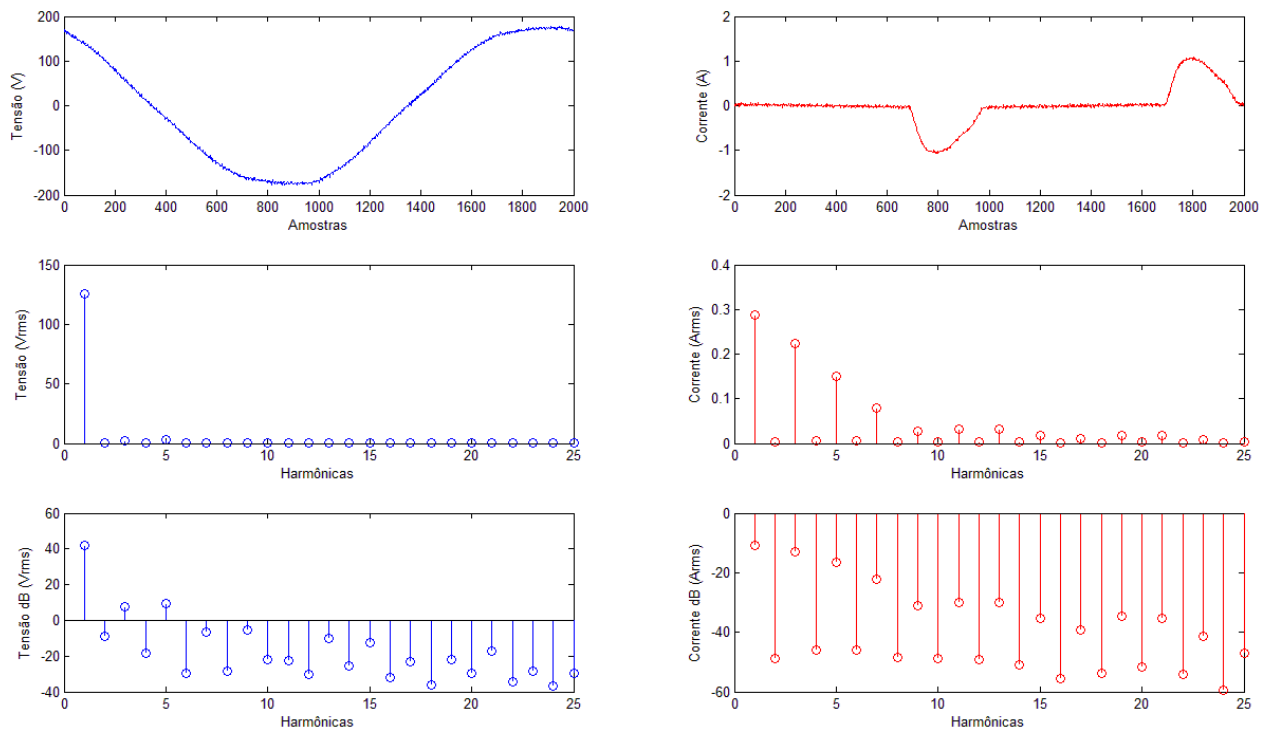 200
100
0
-100
-200
Tensão (V)
0 200 400 600 800 1000 1200 1400 1600 1800 2000
Amostras
2
1
0
-1
-2
Corrente (A)
0 200 400 600 800 1000 1200 1400 1600 1800 2000
Amostras
150
100
50
0
Tensão (Vrms)
0 5 10 15 20 25
Harmônicas
0.4
0.3
0.2
0.1
0
Corrente (Arms)
0 5 10 15 20 25
Harmônicas
60
40
20
0
-20
-40
Tensão dB (Vrms)
0 5 10 15 20 25
Harmônicas
0
-20
-40
-60
Corrente dB (Arms)
0 5 10 15 20 25
Harmônicas